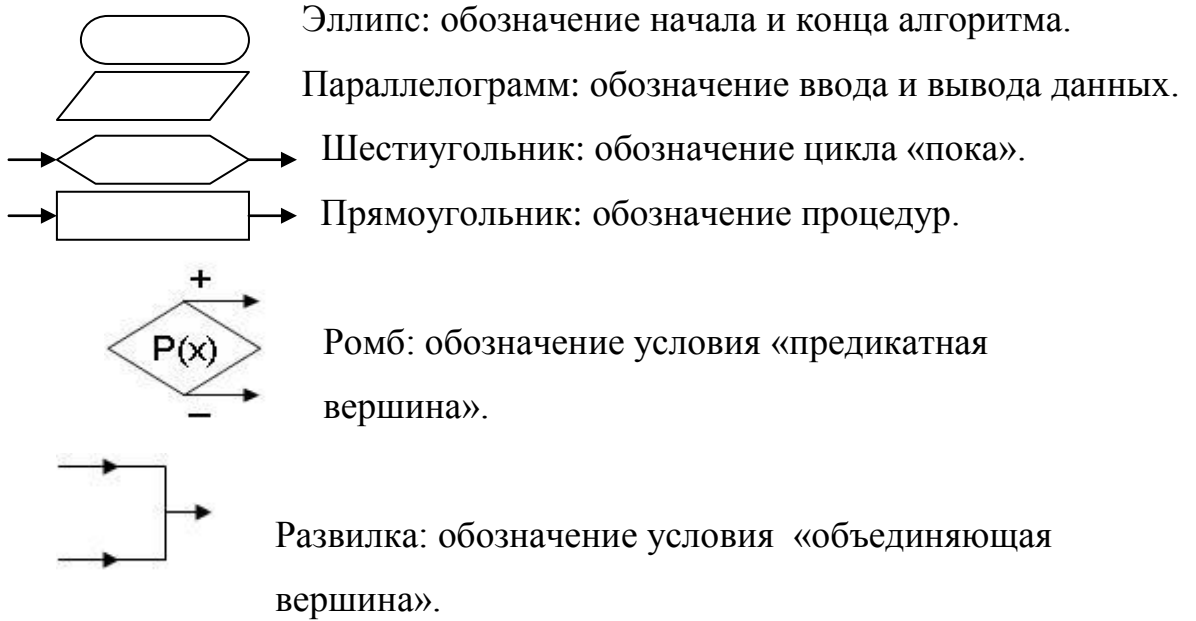 Эллипс: обозначение начала и конца алгоритма.
Параллелограмм: обозначение ввода и вывода данных.
Шестиугольник: обозначение цикла «пока».
Прямоугольник: обозначение процедур.
+
P(x)
Ромб: обозначение условия «предикатная
вершина».
−
Развилка: обозначение условия «объединяющая
вершина».